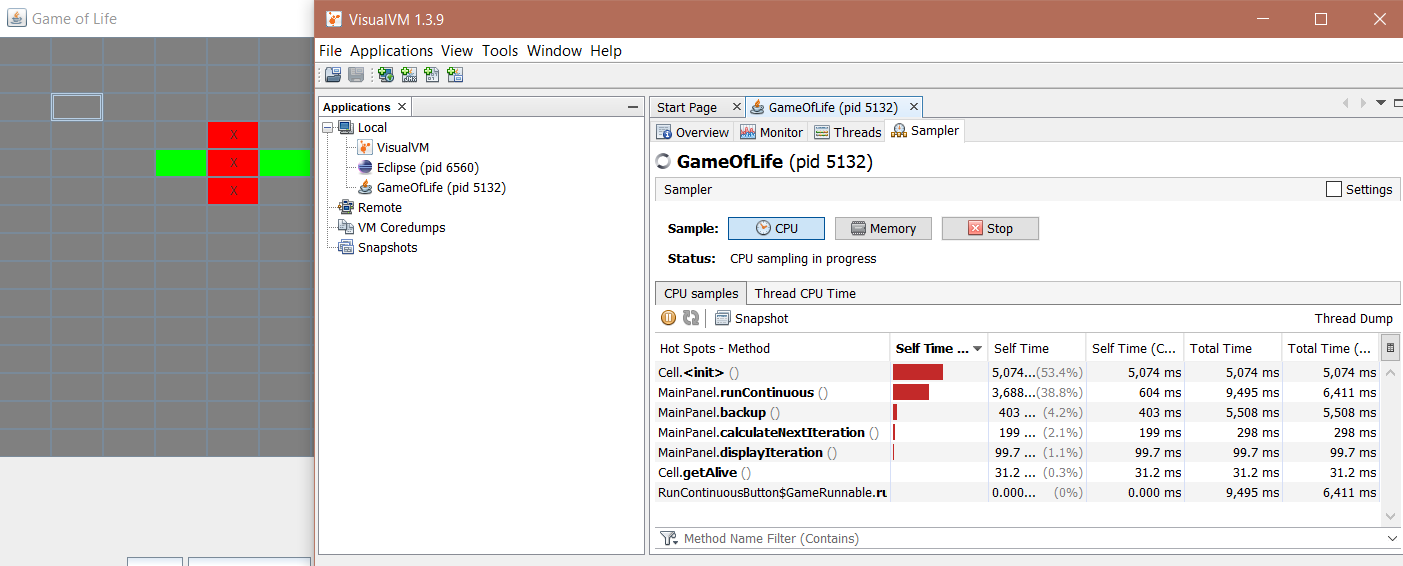 Game of Life
VisualVM 1.3.9
File Applications View Tools Window Help
Applications
Local
VisualVM
Eclipse (pid 6560)
GameOfLife (pid 5132)
Remote
VM Coredumps
Snapshots
X
X
X
Start Page
GameOfLife (pid 5132)
Overview Monitor Threads Sampler
GameOfLife (pid 5132)
Sampler
Settings
Sample: CPU Memory Stop
Status: CPU sampling in progress
CPU samples Thread CPU Time
Snapshot Thread Dump
Hot Spots - Method Self Time ... Self Time Self Time (C... Total Time Total Time (...
Cell.<init> () 5,074...(53.4%) 5,074 ms 5,074 ms 5,074 ms
MainPanel.runContinuous () 3,688...(38.8%) 604 ms 9,495 ms 6,411 ms
MainPanel.backup () 403 ... (4.2%) 403 ms 5,508 ms 5,508 ms
MainPanel.calculateNextIteration () 199 ... (2.1%) 199 ms 298 ms 298 ms
MainPanel.displayIteration () 99.7 ... (1.1%) 99.7 ms 99.7 ms 99.7 ms
Cell.getAlive () 31.2 ... (0.3%) 31.2 ms 31.2 ms 31.2 ms
RunContinuousButton$GameRunnable.ru 0.000... (0%) 0.000 ms 9,495 ms 6,411 ms
Method Name Filter (Contains)